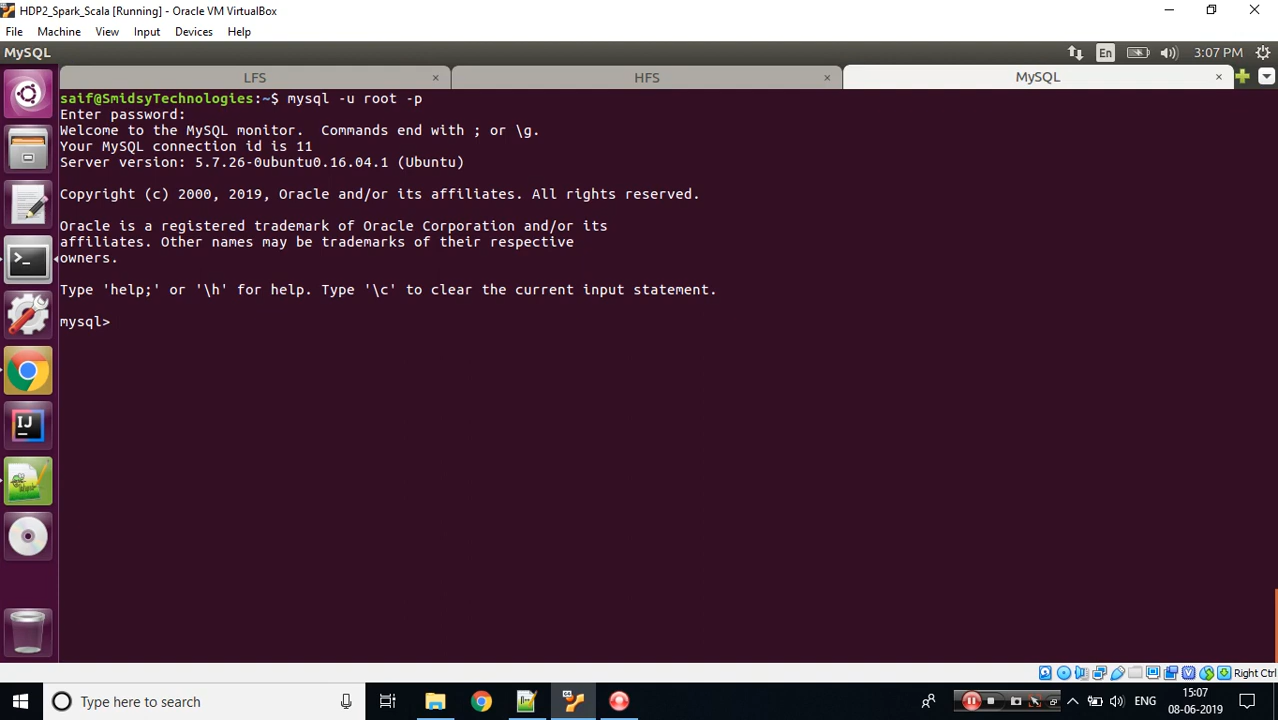 HDP2_Spark_Scala [Running] - Oracle VM VirtualBox
File Machine View Input Devices Help
MySQL
En
3:07 PM
LFS
HFS
MySQL
saif@SmidsyTechnologies:~$ mysql -u root -p
Enter password:
Welcome to the MySQL monitor.  Commands end with ; or \g.
Your MySQL connection id is 11
Server version: 5.7.26-0ubuntu0.16.04.1 (Ubuntu)
Copyright (c) 2000, 2019, Oracle and/or its affiliates. All rights reserved.
Oracle is a registered trademark of Oracle Corporation and/or its
affiliates. Other names may be trademarks of their respective
owners.
Type 'help;' or '\h' for help. Type '\c' to clear the current input statement.
mysql>
IJ
Right Ctrl
Type here to search
ENG
15:07
08-06-2019